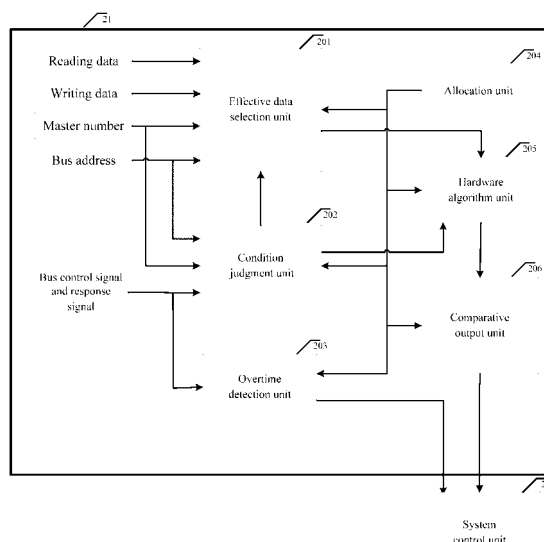 21
201
204
Reading data
Writing data
Master number
Bus address
Effective data
selection unit
Allocation unit
205
Hardware
algorithm unit
202
Bus control signal
and response
signal
Condition
judgment unit
206
Comparative
output unit
203
Overtime
detection unit
System
control unit